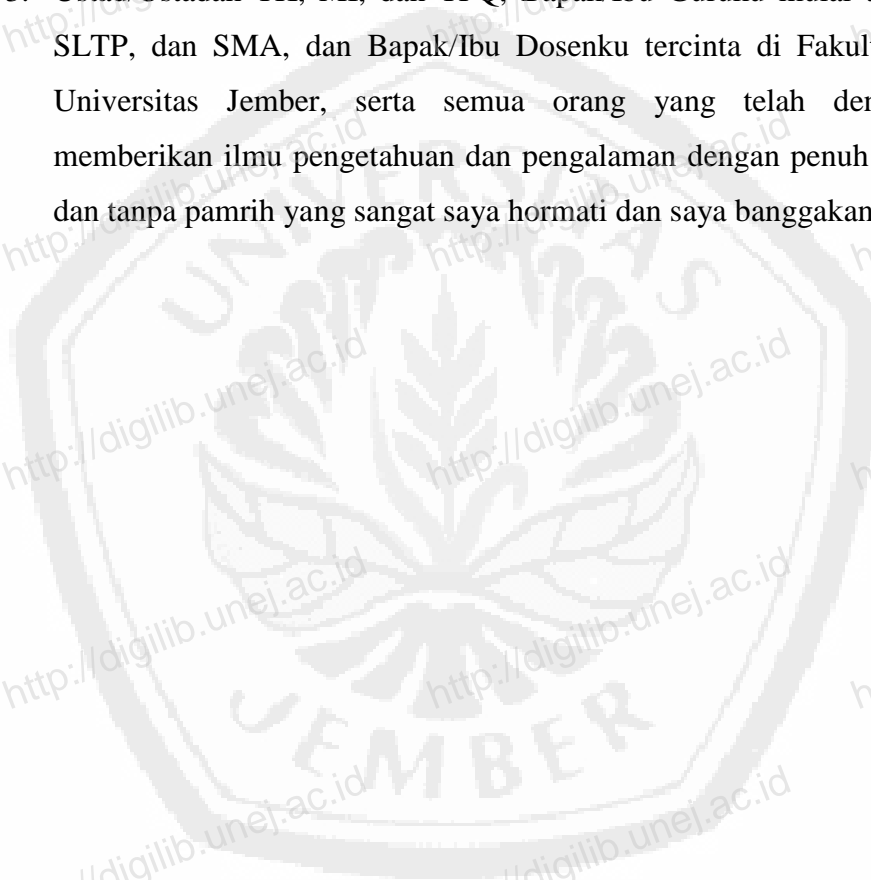 SLTP, dan SMA, dan Bapak/Ibu Dosenku tercinta di
Universitas Jember, serta semua orang yang telah
memberikan ilmu pengetahuan dan pengalaman dengan penuh
dan tanpa pamrih yang sangat saya hormati dan saya banggakan
UNIVERSITAS
JEMBER
http://digilib.unej.ac.id
http://digilib.unej.ac.id
http://digilib.unej.ac.id
http://digilib.unej.ac.id
http://digilib.unej.ac.id
http://digilib.unej.ac.id